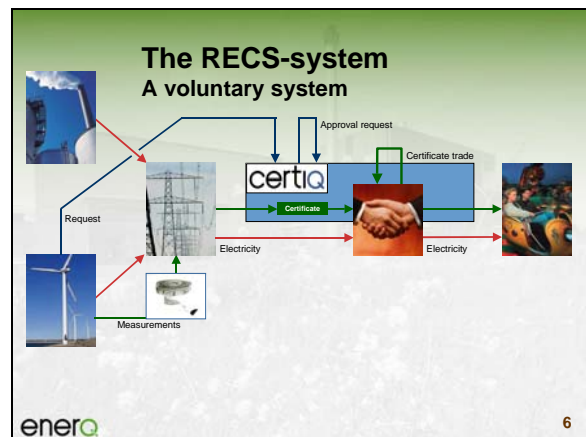 The RECS-system
A voluntary system
Approval request
Certificate trade
certiQ
Certificate
Request
Electricity
Electricity
Measurements
enerQ
6